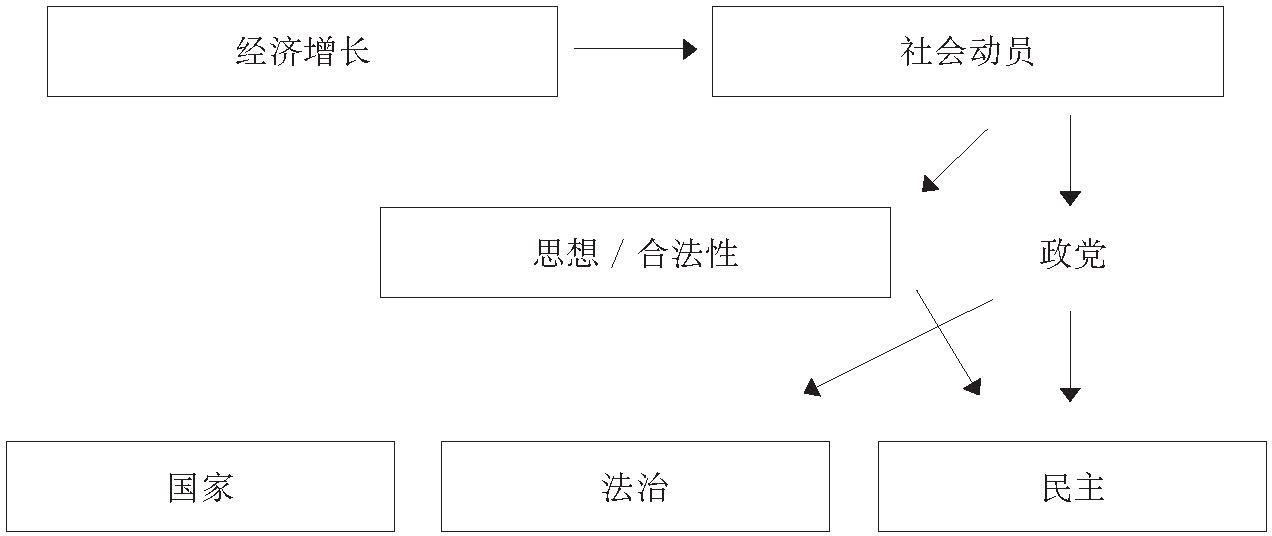 经济增长
社会动员
思想 / 合法性
政党
国家
法治
民主